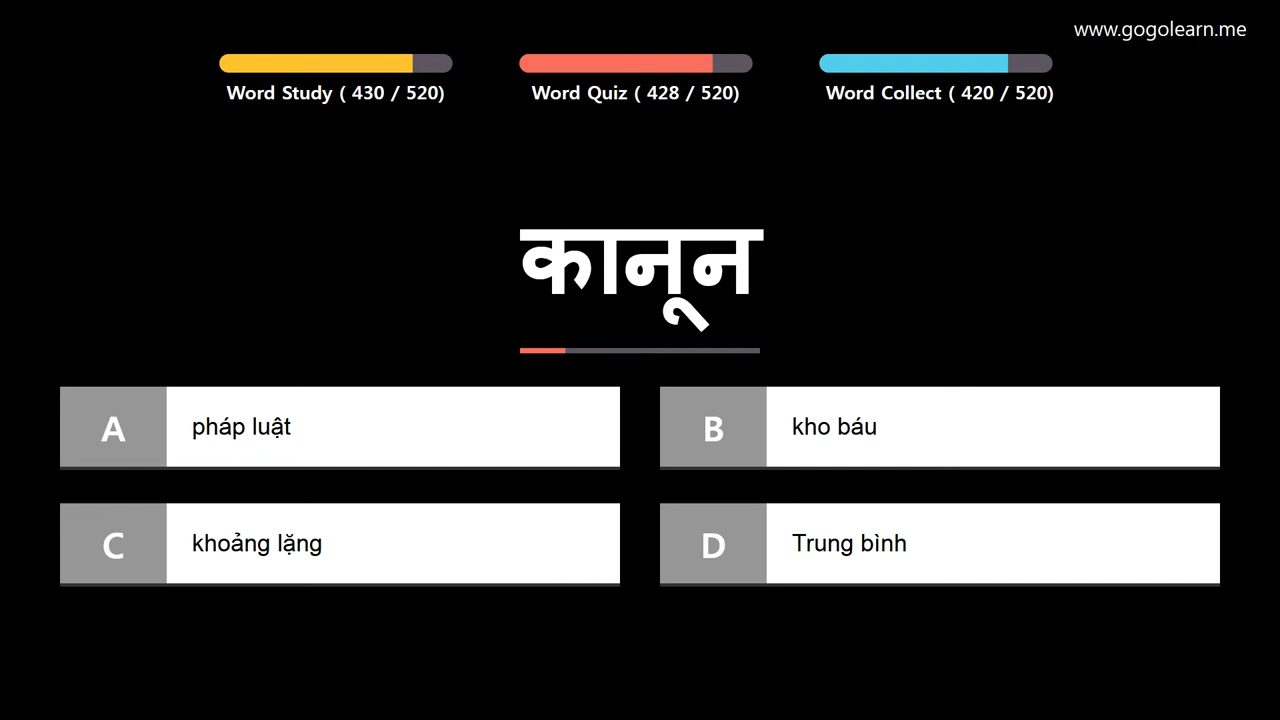 www.gogolearn.me
Word Study ( 430 / 520)
Word Quiz ( 428 / 520)
Word Collect ( 420 / 520)
कानून
A
pháp luật
B
kho báu
C
khoảng lặng
D
Trung bình